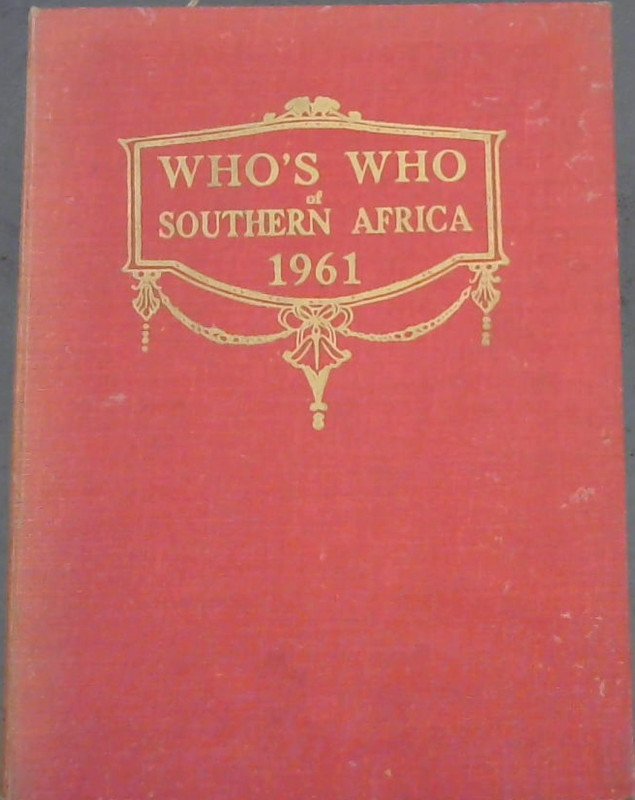 WHO'S WHO
of
SOUTHERN AFRICA
1961